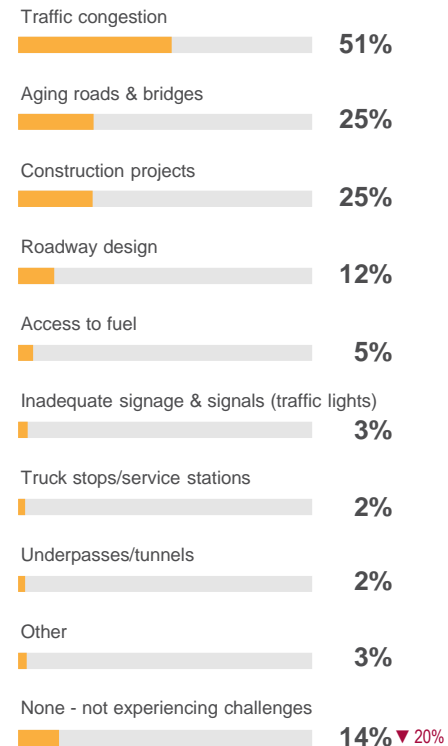 Traffic congestion
51%
Aging roads & bridges
25%
Construction projects
25%
Roadway design
12%
Access to fuel
5%
Inadequate signage & signals (traffic lights)
3%
Truck stops/service stations
2%
Underpasses/tunnels
2%
Other
3%
None - not experiencing challenges
14% ▼ 20%